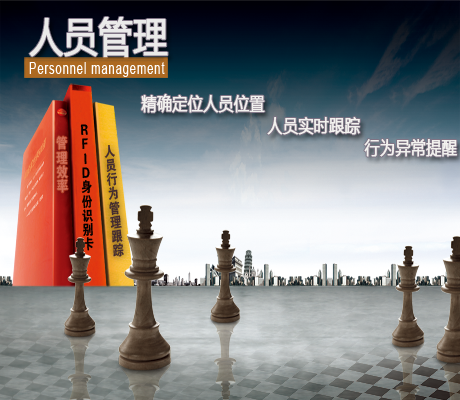 人员管理
Personnel management
精确定位人员位置
人员实时跟踪
行为异常提醒
管理效率
RFID身份识别卡
人员行为管理跟踪